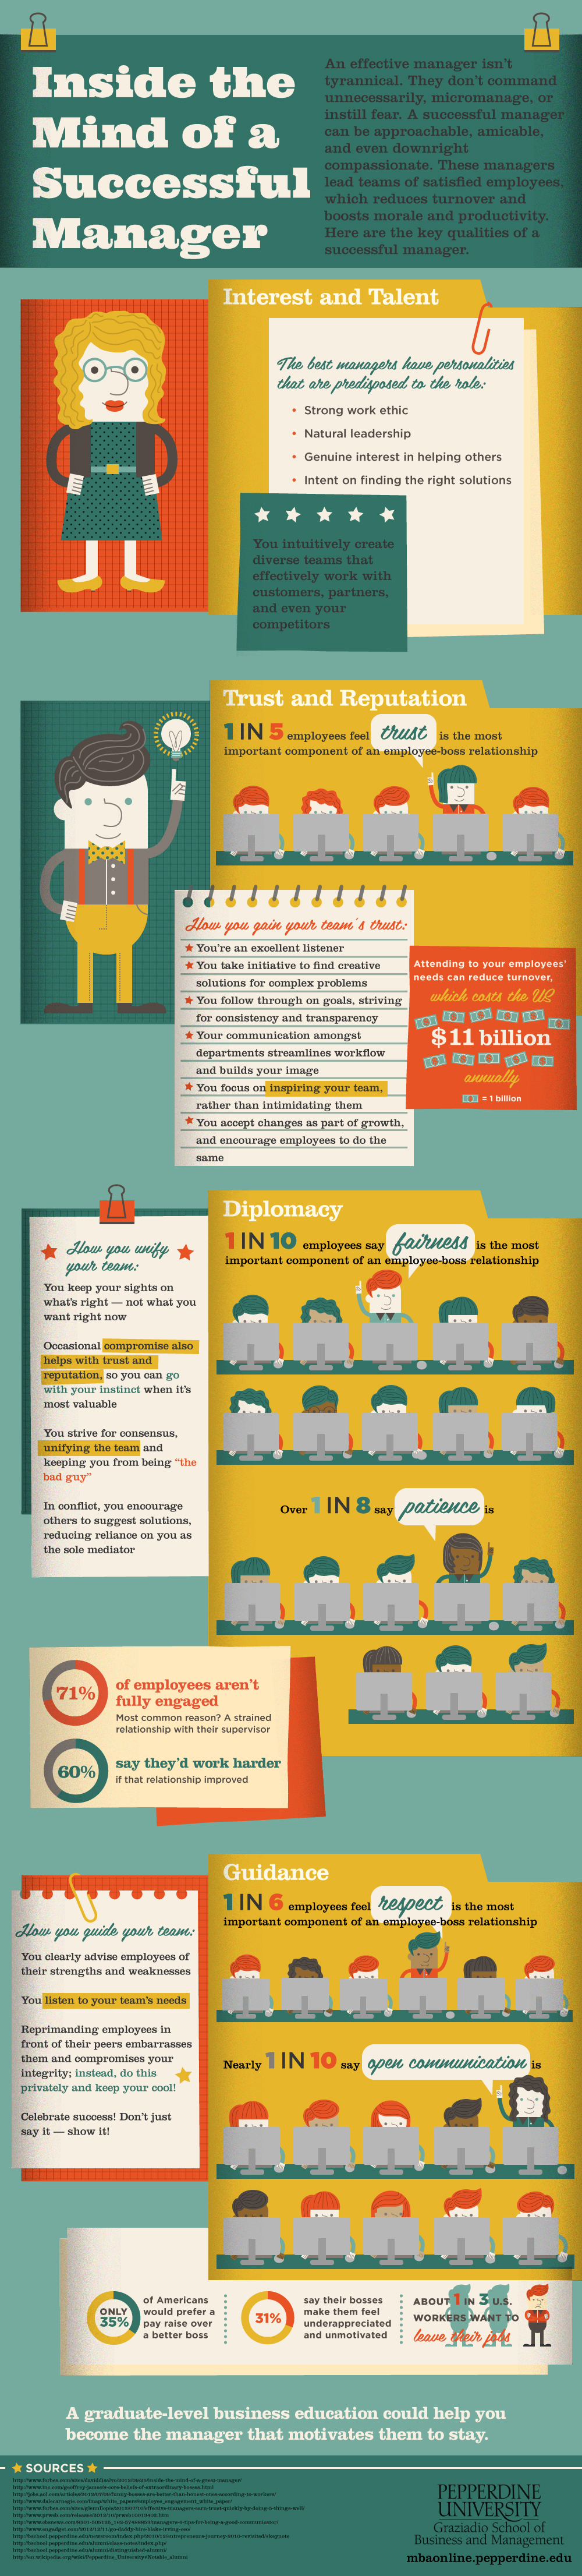 Inside the
Mind of a
Successful
Manager
An effective manager isn't
tyrannical. They don't command
unnecessarily, micromanage, or
instill fear. A successful manager
can be approachable, amicable,
and even downright
compassionate. These managers
lead teams of satisfied employees,
which reduces turnover and
boosts morale and productivity.
Here are the key qualities of a
successful manager.
Interest and Talent
The best managers have personalities
that are predisposed to the role:
• Strong work ethic
• Natural leadership
• Genuine interest in helping others
• Intent on finding the right solutions
You intuitively create
diverse teams that
effectively work with
customers, partners,
and even your
competitors
Trust and Reputation
1 IN 5 employees feel trust is the most
important component of an employee-boss relationship
How you gain your team's trust:
You're an excellent listener
You take initiative to find creative
solutions for complex problems
You follow through on goals, striving
for consistency and transparency
Your communication amongst
departments streamlines workflow
and builds your image
You focus on inspiring your team,
rather than intimidating them
You accept changes as part of growth,
and encourage employees to do the
same
Attending to your employees'
needs can reduce turnover,
which costs the US
$11 billion
annually
= 1 billion
Diplomacy
1 IN 10 employees say fairness is the most
important component of an employee-boss relationship
How you unify
your team:
You keep your sights on
what's right — not what you
want right now
Occasional compromise also
helps with trust and
reputation, so you can go
with your instinct when it's
most valuable
You strive for consensus,
unifying the team and
keeping you from being "the
bad guy"
In conflict, you encourage
others to suggest solutions,
reducing reliance on you as
the sole mediator
Over 1 IN 8 say patience is
71%
of employees aren't
fully engaged
Most common reason? A strained
relationship with their supervisor
60%
say they'd work harder
if that relationship improved
Guidance
1 IN 6 employees feel respect is the most
important component of an employee-boss relationship
How you guide your team:
You clearly advise employees of
their strengths and weaknesses
You listen to your team's needs
Reprimanding employees in
front of their peers embarrasses
them and compromises your
integrity; instead, do this
privately and keep your cool!
Celebrate success! Don't just
say it — show it!
Nearly 1 IN 10 say open communication is
ONLY
35%
of Americans
would prefer a
pay raise over
a better boss
31%
say their bosses
make them feel
underappreciated
and unmotivated
ABOUT 1 IN 3 U.S.
WORKERS WANT TO
leave their jobs
A graduate-level business education could help you
become the manager that motivates them to stay.
SOURCES
PEPPERDINE
UNIVERSITY
Graziadio School of
Business and Management
mbaonline.pepperdine.edu